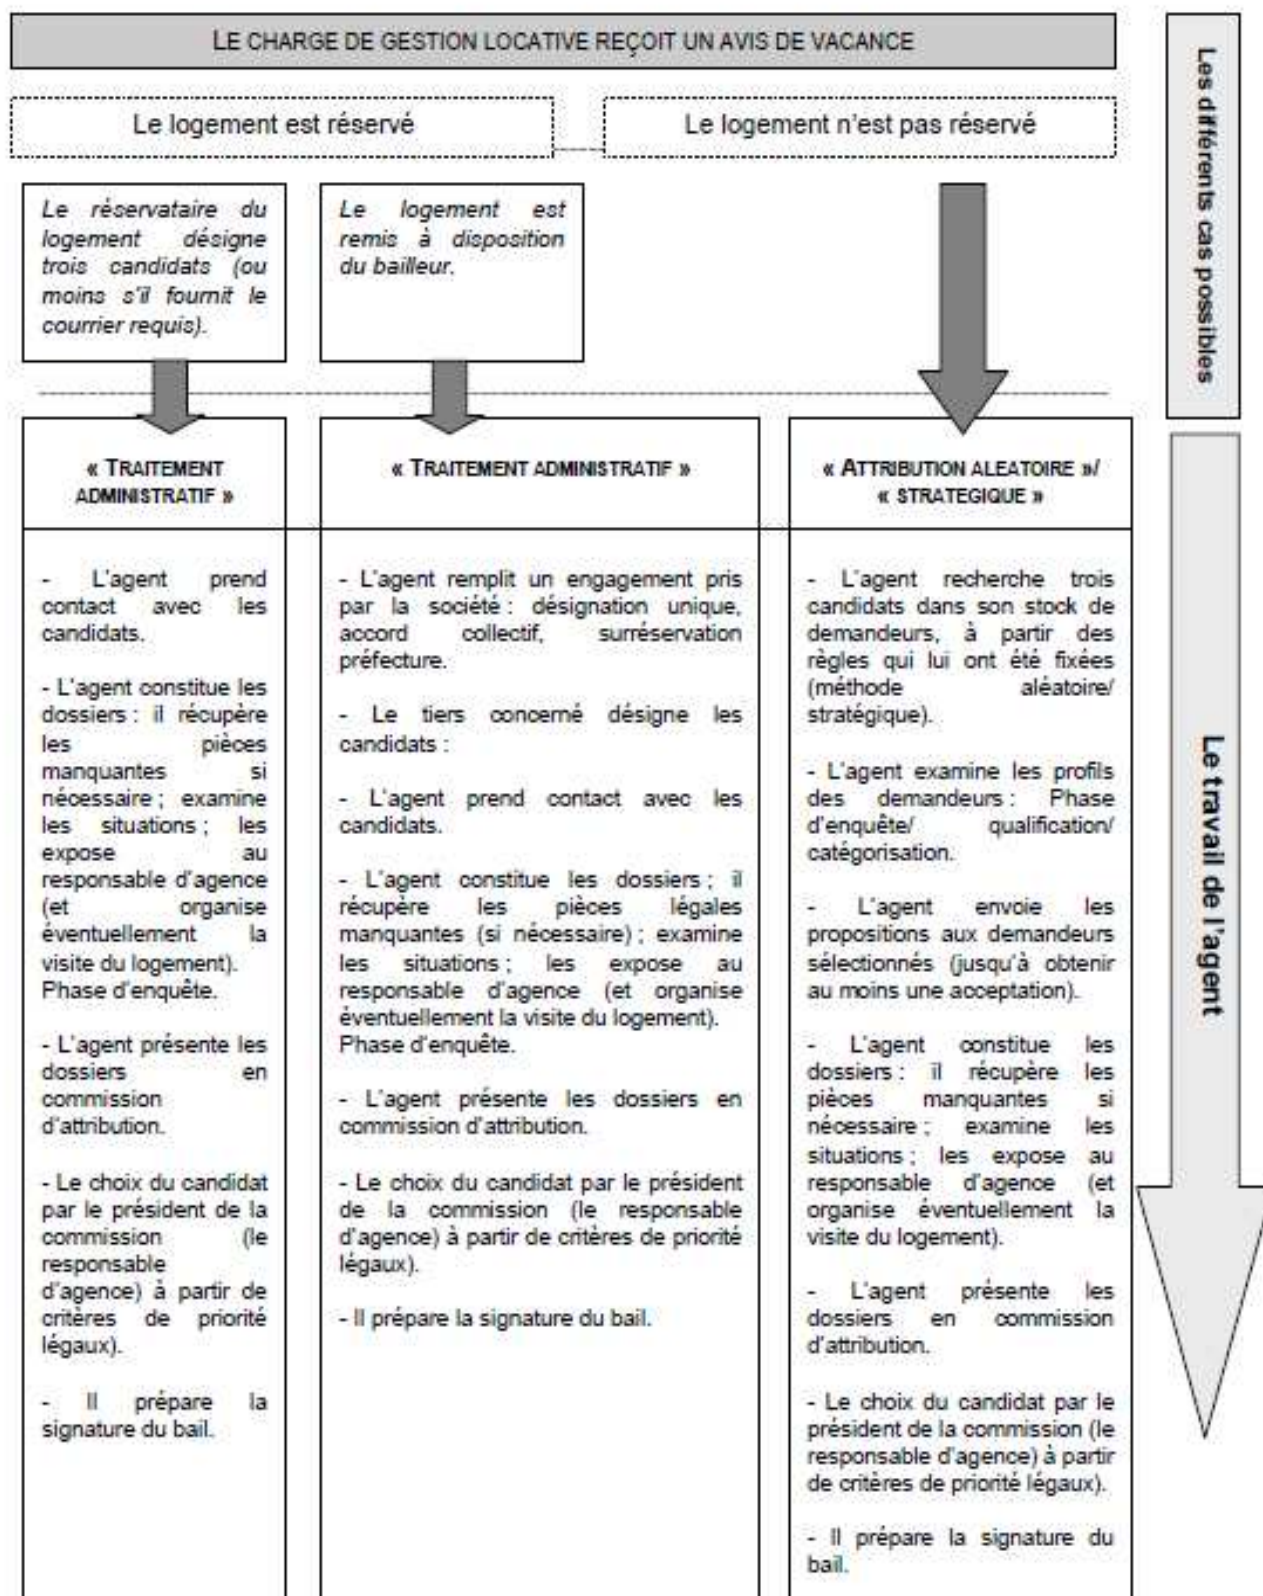 LE CHARGE DE GESTION LOCATIVE REÇOIT UN AVIS DE VACANCE
Le logement est réservé
Le logement n'est pas réservé
Les différents cas possibles
Le réservataire du
logement désigne
trois candidats (ou
moins s'il fournit le
courrier requis).
Le logement est
remis à disposition
du bailleur.
« TRAITEMENT
ADMINISTRATIF »
- L'agent prend
contact avec les
candidats.
- L'agent constitue les
dossiers : il récupère
les pièces
manquantes si
nécessaire ; examine
les situations ; les
expose au
responsable d'agence
(et organise
éventuellement la
visite du logement).
Phase d'enquête.
- L'agent présente les
dossiers en
commission
d'attribution.
- Le choix du candidat
par le président de la
commission (le
responsable
d'agence) à partir de
critères de priorité
légaux).
- Il prépare la
signature du bail.
« TRAITEMENT ADMINISTRATIF »
- L'agent remplit un engagement pris
par la société : désignation unique,
accord collectif, surréservation
préfecture.
- Le tiers concerné désigne les
candidats :
- L'agent prend contact avec les
candidats.
- L'agent constitue les dossiers ; il
récupère les pièces légales
manquantes (si nécessaire) ; examine
les situations ; les expose au
responsable d'agence (et organise
éventuellement la visite du logement).
Phase d'enquête.
- L'agent présente les dossiers en
commission d'attribution.
- Le choix du candidat par le président
de la commission (le responsable
d'agence) à partir de critères de priorité
légaux).
- Il prépare la signature du bail.
« ATTRIBUTION ALEATOIRE »/
« STRATEGIQUE »
- L'agent recherche trois
candidats dans son stock de
demandeurs, à partir des
règles qui lui ont été fixées
(méthode aléatoire/
stratégique).
- L'agent examine les profils
des demandeurs : Phase
d'enquête/ qualification/
catégorisation.
- L'agent envoie les
propositions aux demandeurs
sélectionnés (jusqu'à obtenir
au moins une acceptation).
- L'agent constitue les
dossiers : il récupère les
pièces manquantes si
nécessaire ; examine les
situations ; les expose au
responsable d'agence (et
organise éventuellement la
visite du logement).
- L'agent présente les
dossiers en commission
d'attribution.
- Le choix du candidat par le
président de la commission (le
responsable d'agence) à partir
de critères de priorité légaux).
- Il prépare la signature du
bail.
Le travail de l'agent